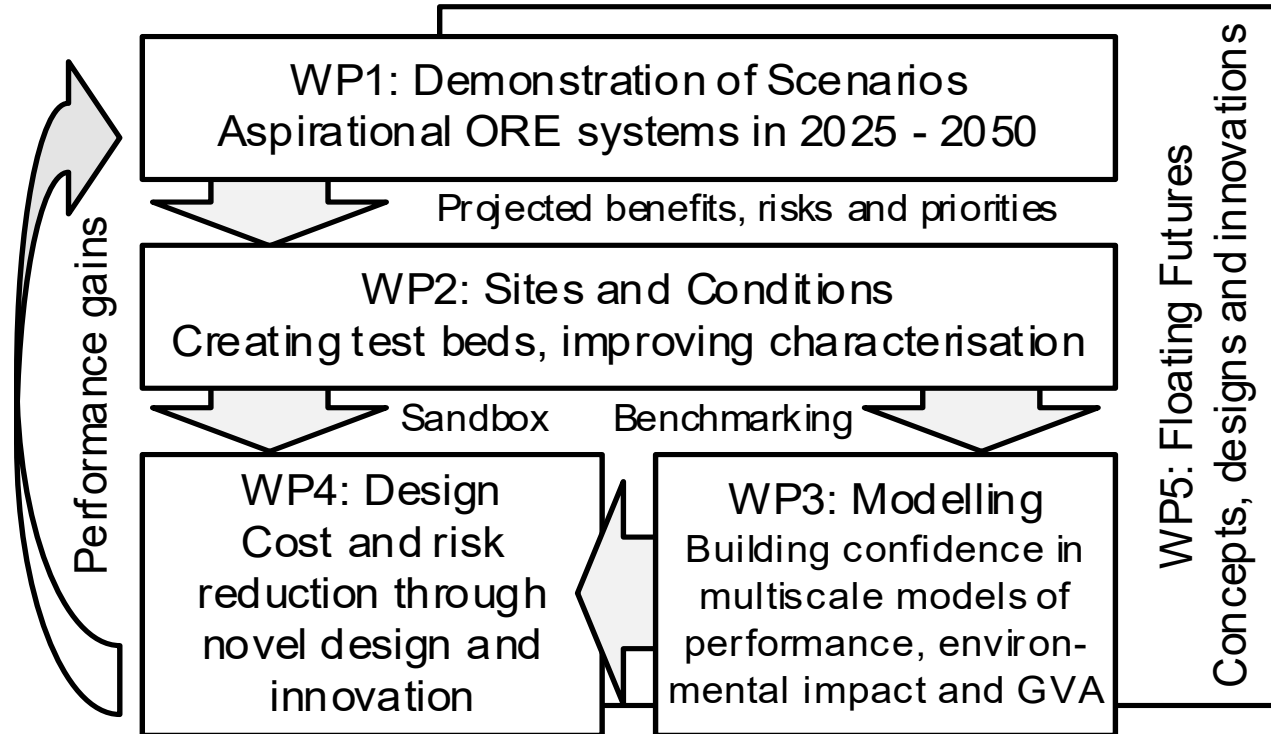 WP1: Demonstration of Scenarios
Aspirational ORE systems in 2025 - 2050
Projected benefits, risks and priorities
WP2: Sites and Conditions
Creating test beds, improving characterisation
Sandbox
Benchmarking
WP4: Design
Cost and risk
reduction through
novel design and
innovation
WP3: Modelling
Building confidence in
multiscale models of
performance, environ-
mental impact and GVA
Performance gains
WP5: Floating Futures
Concepts, designs and innovations